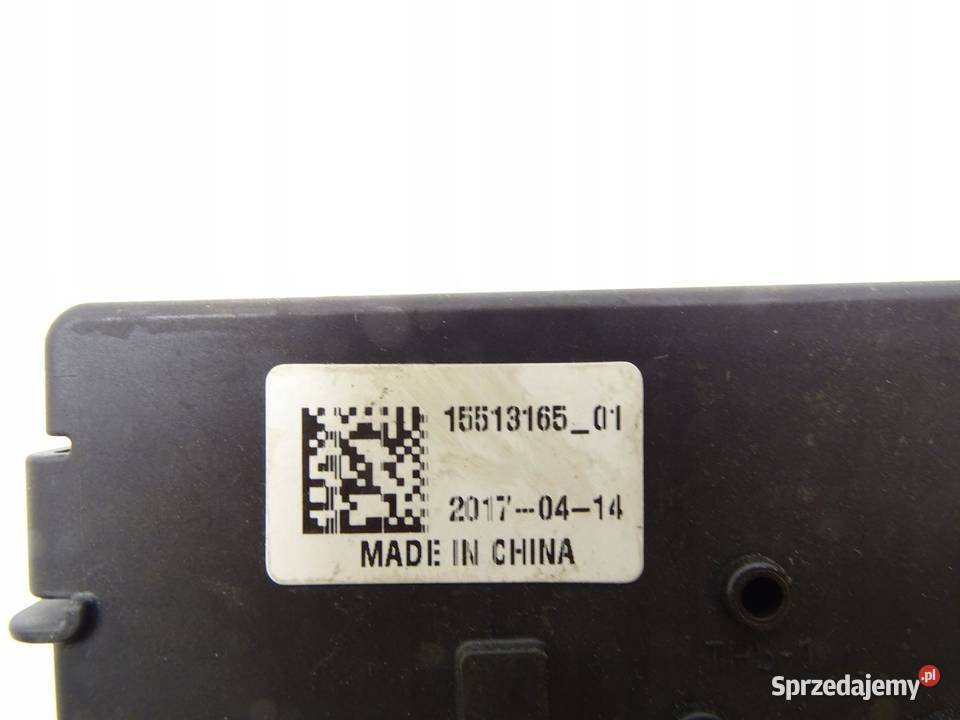 15513165_01
2017-04-14
MADE IN CHINA
Sprzedajemy.pl